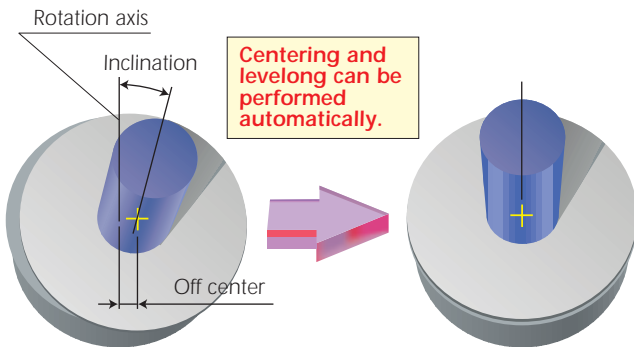 Rotation axis
Inclination
Centering and
levelong can be
performed
automatically.
Off center